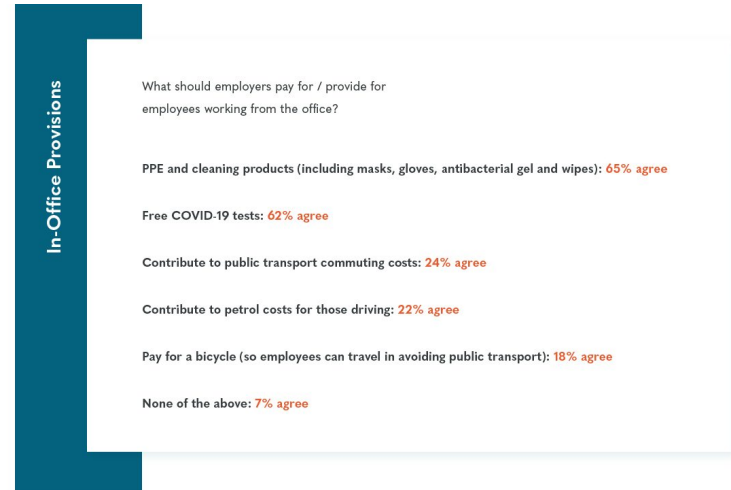 In-Office Provisions
What should employers pay for / provide for
employees working from the office?
PPE and cleaning products (including masks, gloves, antibacterial gel and wipes): 65% agree
Free COVID-19 tests: 62% agree
Contribute to public transport commuting costs: 24% agree
Contribute to petrol costs for those driving: 22% agree
Pay for a bicycle (so employees can travel in avoiding public transport): 18% agree
None of the above: 7% agree